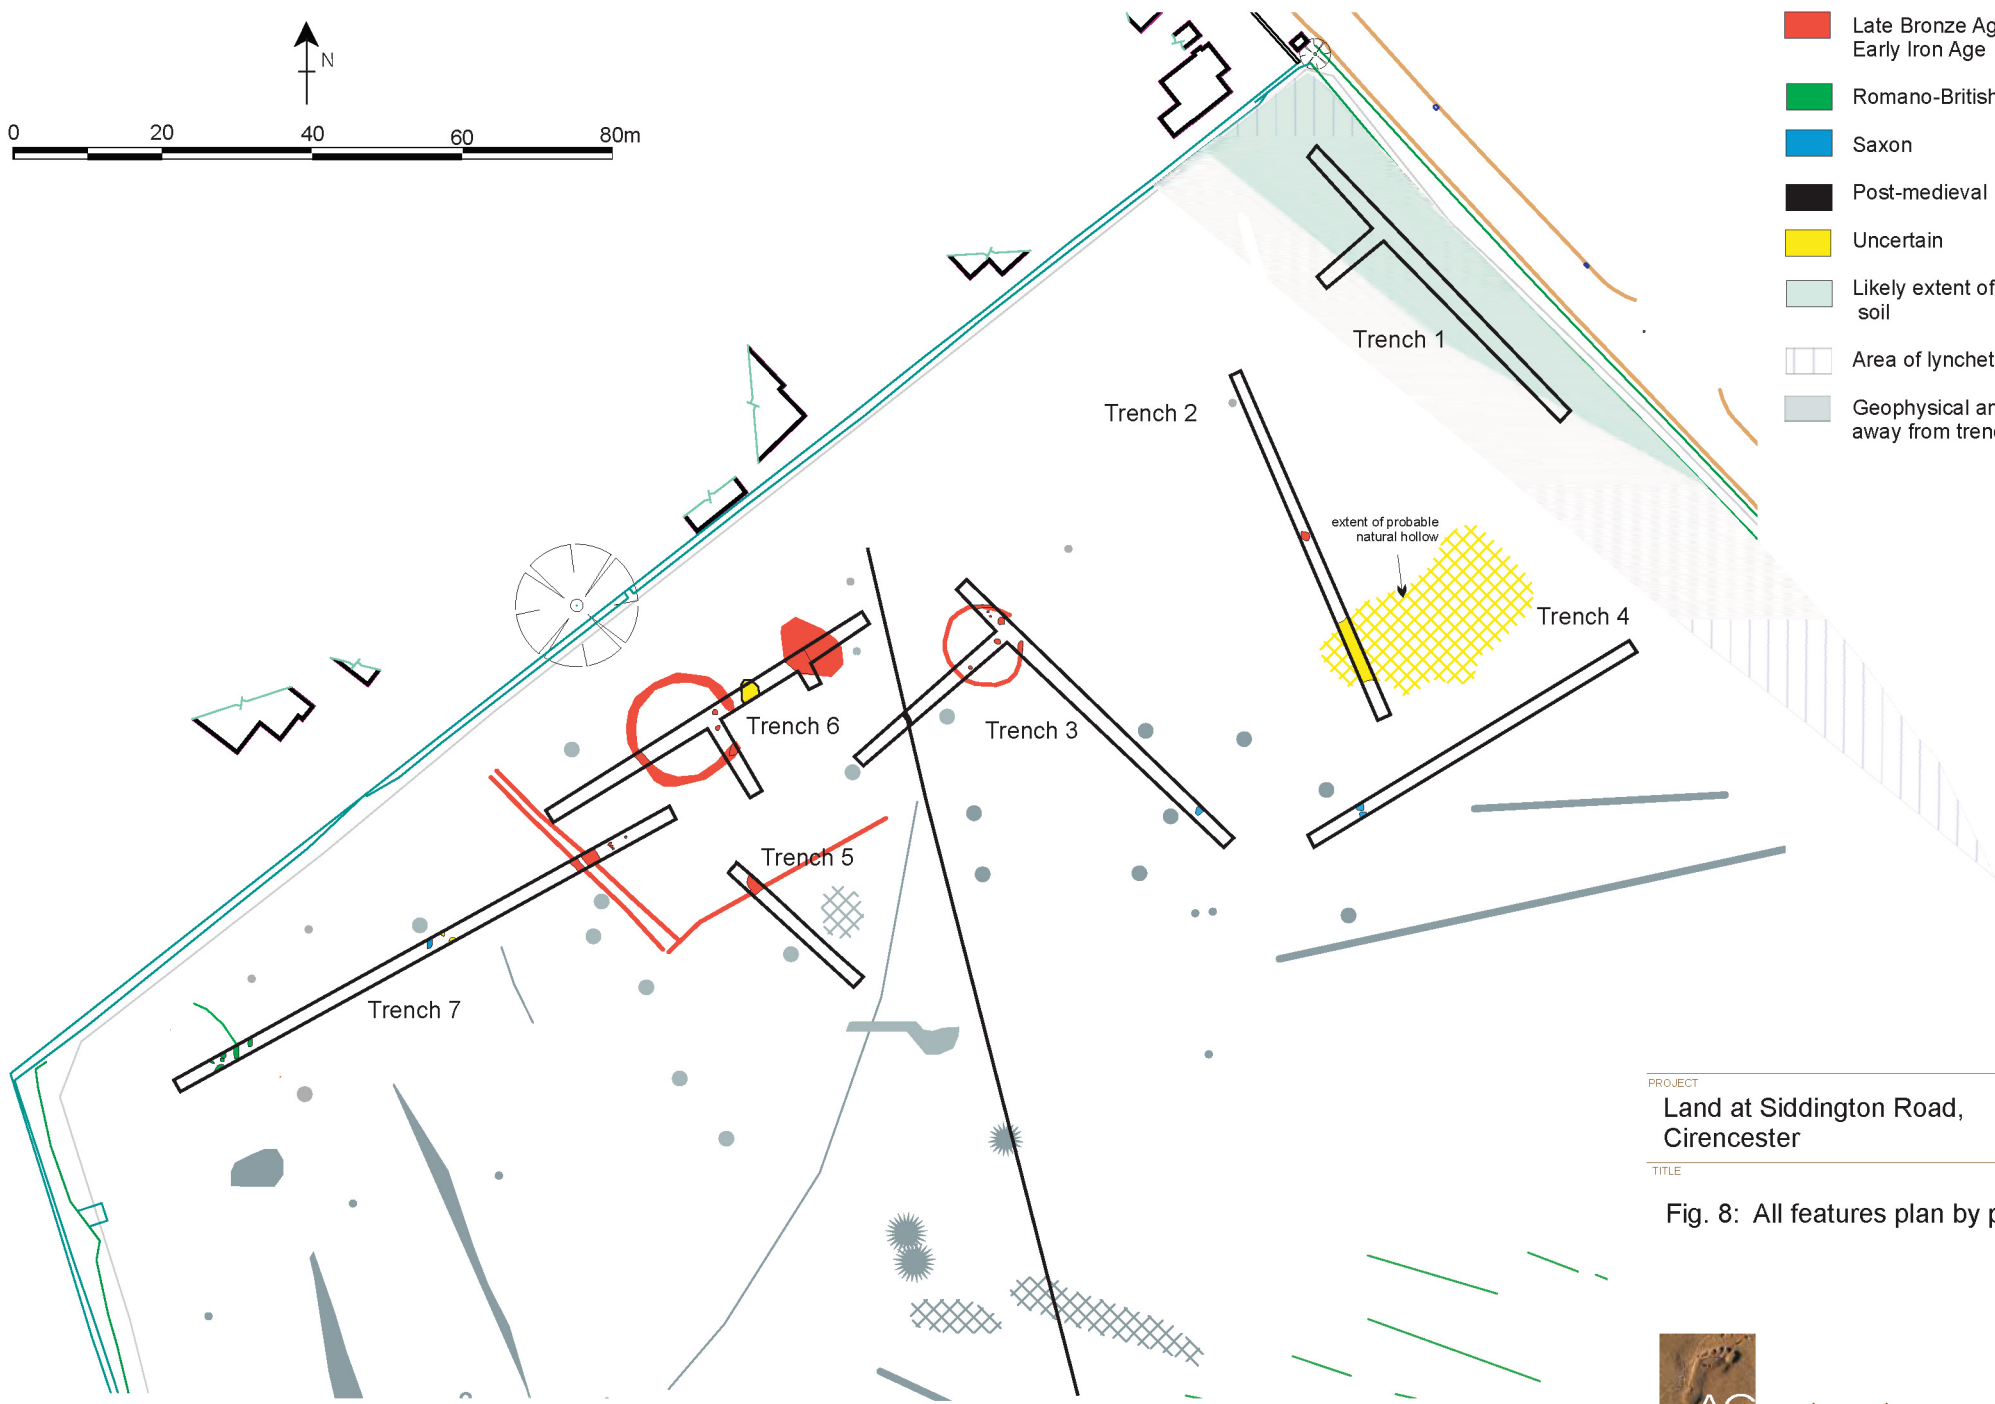 N
0 20 40 60 80m
Late Bronze Ag
Early Iron Age
Romano-British
Saxon
Post-medieval
Uncertain
Likely extent of
soil
Area of lynchet
Geophysical an
away from tren
Trench 1
Trench 2
extent of probable
natural hollow
Trench 4
Trench 6
Trench 3
Trench 5
Trench 7
PROJECT
Land at Siddington Road,
Cirencester
TITLE
Fig. 8: All features plan by p
AC